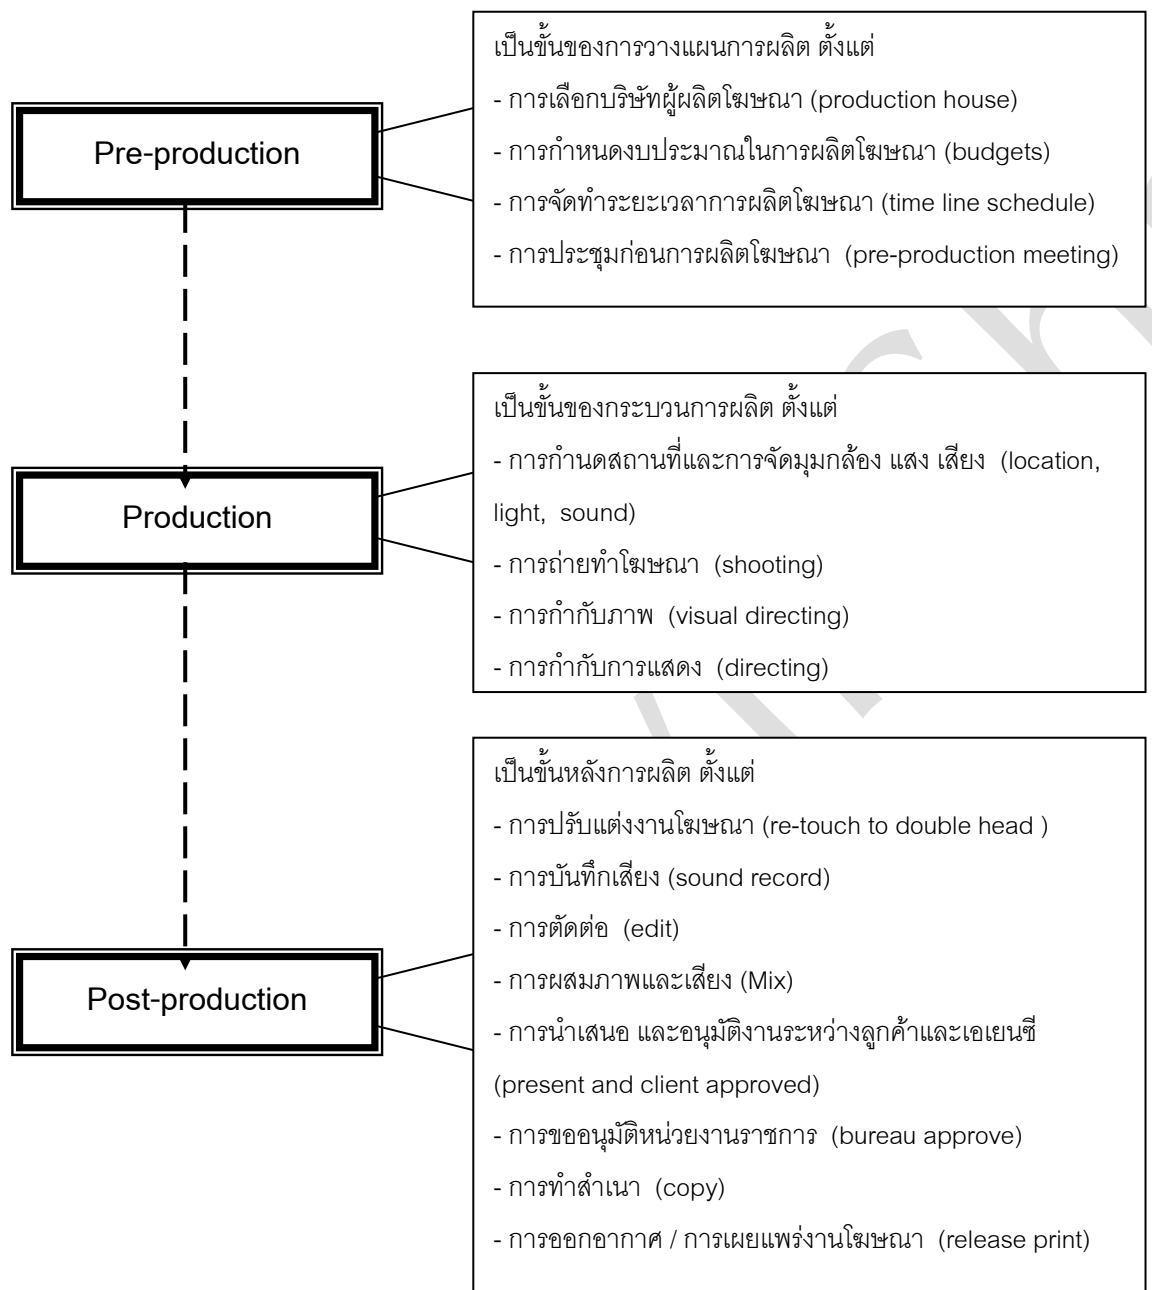 Pre-production
เป็นขั้นของการวางแผนการผลิต ตั้งแต่
- การเลือกบริษัทผู้ผลิตโฆษณา (production house)
- การกำหนดงบประมาณในการผลิตโฆษณา (budgets)
- การจัดทำระยะเวลาการผลิตโฆษณา (time line schedule)
- การประชุมก่อนการผลิตโฆษณา (pre-production meeting)
Production
เป็นขั้นของกระบวนการผลิต ตั้งแต่
- การกำนดสถานที่และการจัดมุมกล้อง แสง เสียง (location,
light, sound)
- การถ่ายทำโฆษณา (shooting)
- การกำกับภาพ (visual directing)
- การกำกับการแสดง (directing)
Post-production
เป็นขั้นหลังการผลิต ตั้งแต่
- การปรับแต่งงานโฆษณา (re-touch to double head )
- การบันทึกเสียง (sound record)
- การตัดต่อ (edit)
- การผสมภาพและเสียง (Mix)
- การนำเสนอ และอนุมัติงานระหว่างลูกค้าและเอเยนซี
(present and client approved)
- การขออนุมัติหน่วยงานราชการ (bureau approve)
- การทำสำเนา (copy)
- การออกอากาศ / การเผยแพร่งานโฆษณา (release print)